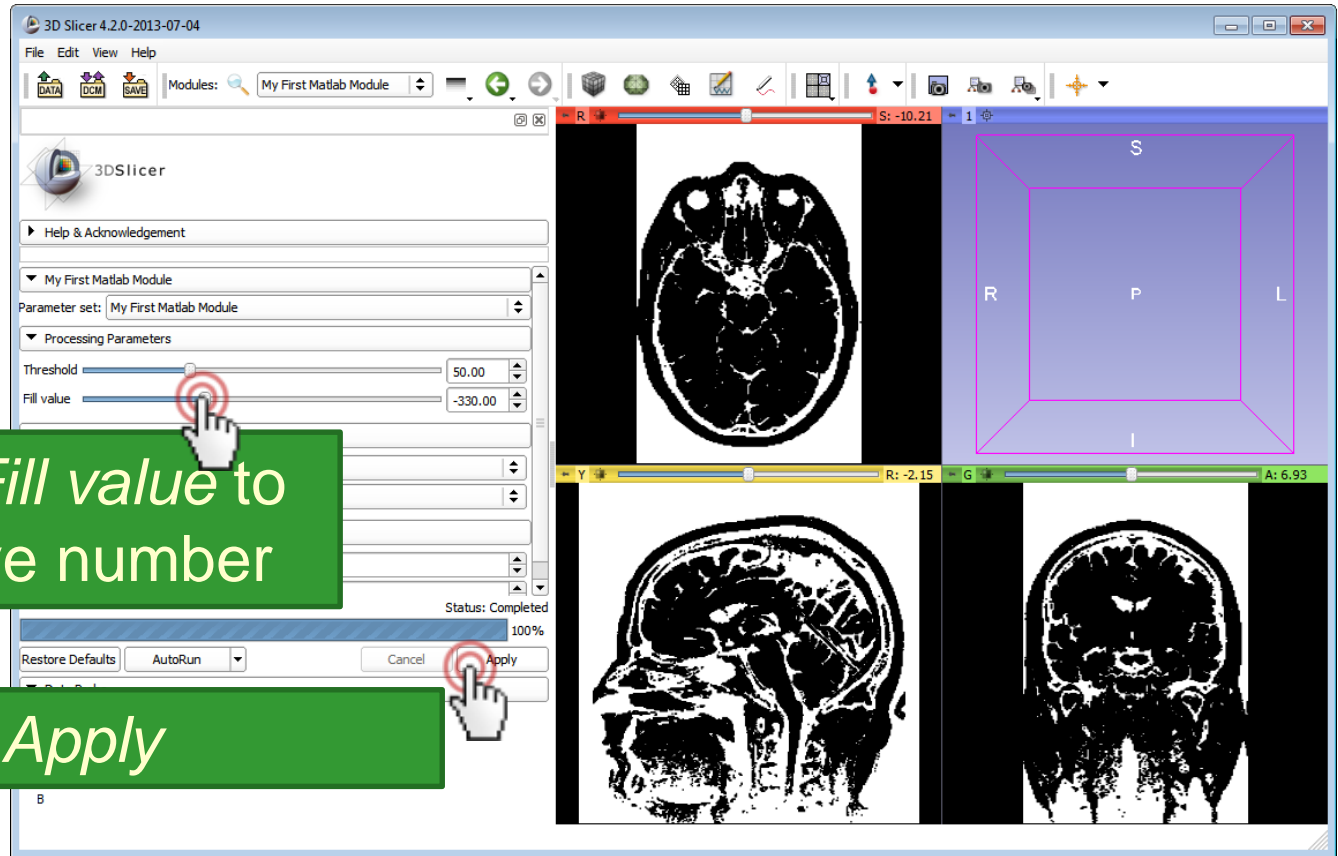 3D Slicer 4.2.0-2013-07-04
File Edit View Help
DATA DCM SAVE Modules: My First Matlab Module
R S: -10.21 1
3DSlicer
Help & Acknowledgement
My First Matlab Module
Parameter set: My First Matlab Module
Processing Parameters
Threshold 50.00
Fill value -330.00
Fill value to
ve number
Status: Completed
100%
Restore Defaults AutoRun Cancel Apply
Apply
B
S
R P L
I
Y R: -2.15 G A: 6.93